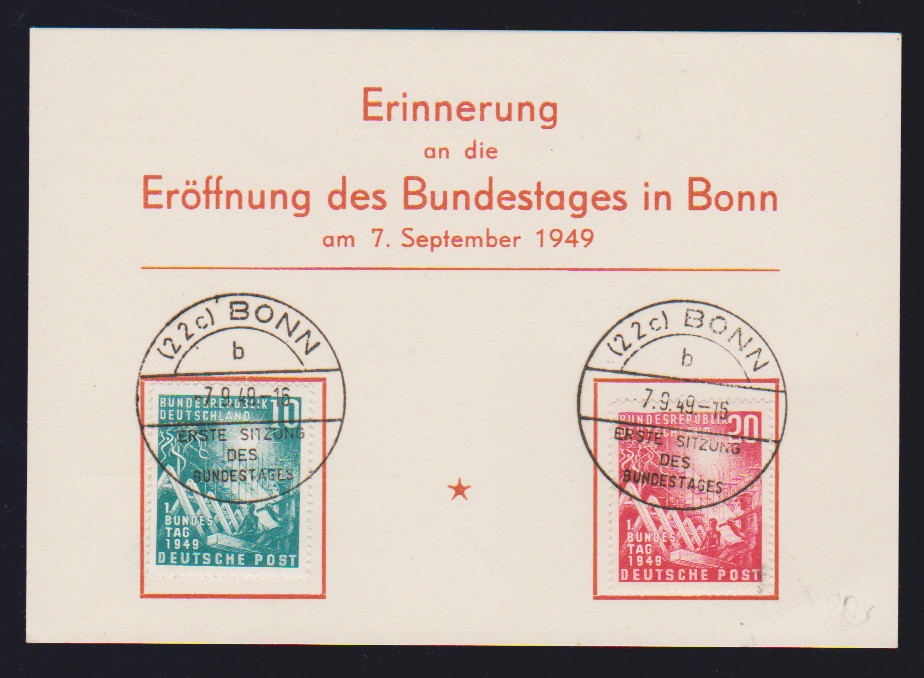 Erinnerung
an die
Eröffnung des Bundestages in Bonn
am 7. September 1949
(22c) BONN
b
-7.9.49.-16
ERSTE SITZUNG
DES
BUNDESTAGES
BUNDESREPUBLIK
DEUTSCHLAND
10
1.
BUNDES
TAG
1949
DEUTSCHE POST
(22c) BONN
b
7.9.49.-16
ERSTE SITZUNG
DES
BUNDESTAGES
BUNDESREPUBLIK
DEUTSCHLAND
20
1.
BUNDES
TAG
1949
DEUTSCHE POST